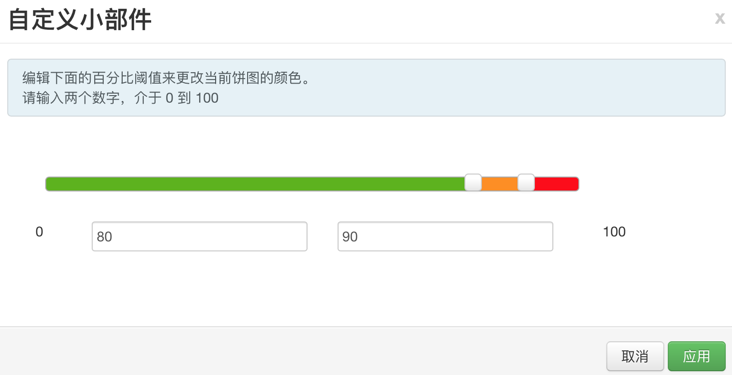 自定义小部件
x
编辑下面的百分比阈值来更改当前饼图的颜色。
请输入两个数字，介于 0 到 100
0 80 90 100
取消 应用